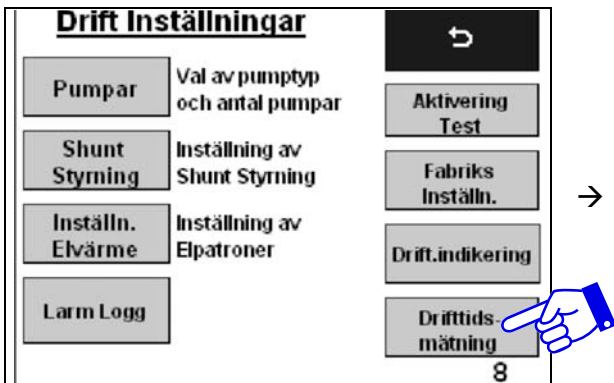 Drift Inställningar
Pumpar
Val av pumptyp
och antal pumpar
Shunt
Styrning
Inställning av
Shunt Styrning
Inställn.
Elvärme
Inställning av
Elpatroner
Larm Logg
Aktivering
Test
Fabriks
Inställn.
Drift.indikering
Drifttids-
mätning
8
→